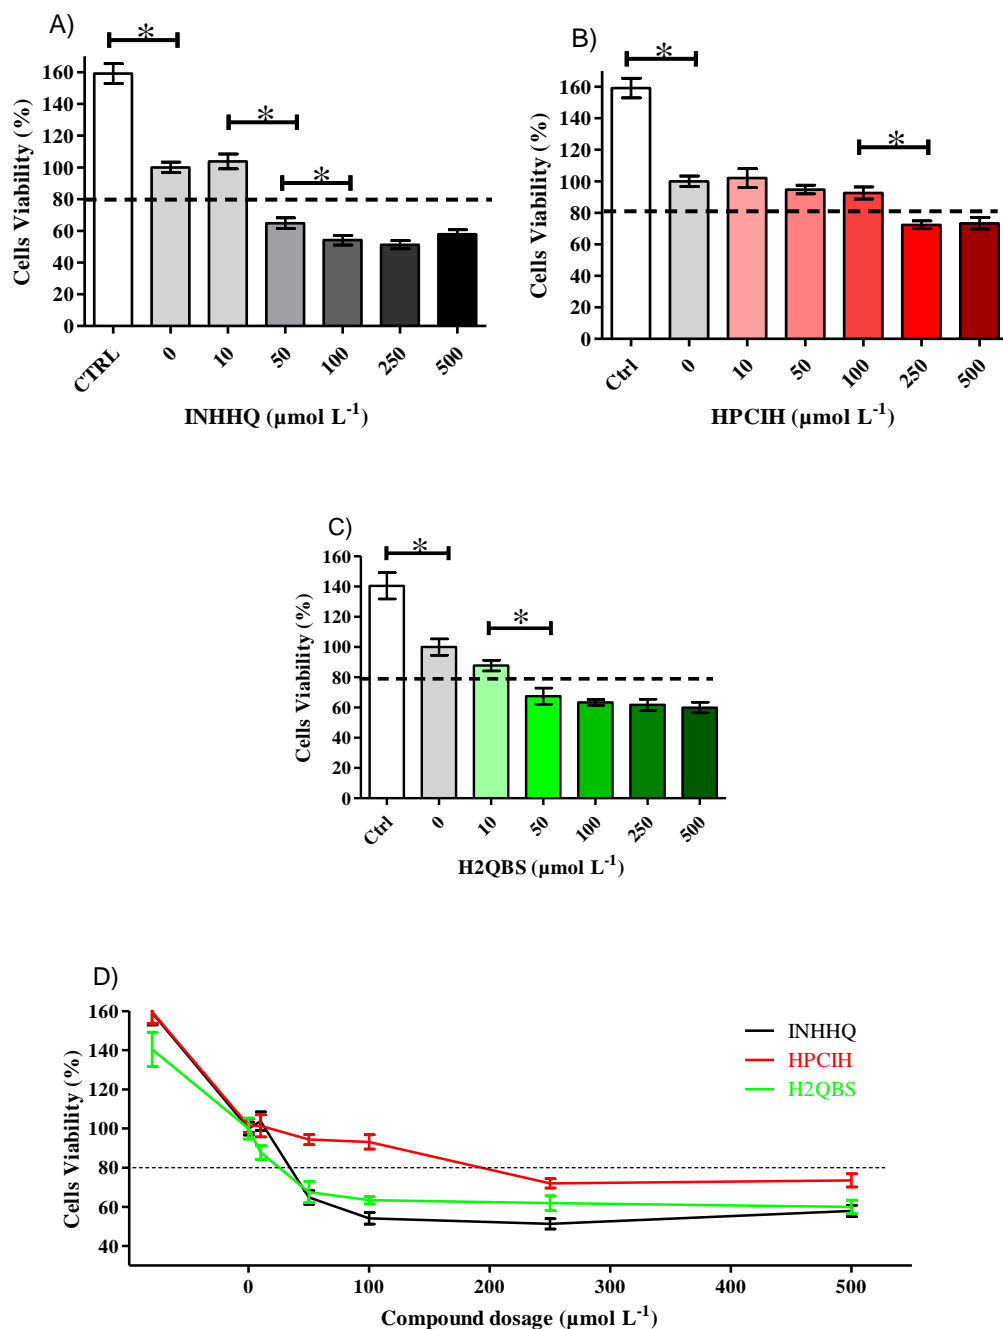 A)
*
*
*
Cells Viability (%)
160
140
120
100
80
60
40
20
0
CTRL 0 10 50 100 250 500
INHHQ (µmol L⁻¹)
B)
*
*
Cells Viability (%)
160
140
120
100
80
60
40
20
0
Ctrl 0 10 50 100 250 500
HPCIH (µmol L⁻¹)
C)
*
*
Cells Viability (%)
160
140
120
100
80
60
40
20
0
Ctrl 0 10 50 100 250 500
H2QBS (µmol L⁻¹)
D)
Cells Viability (%)
160
140
120
100
80
60
40
INHHQ
HPCIH
H2QBS
0 100 200 300 400 500
Compound dosage (µmol L⁻¹)